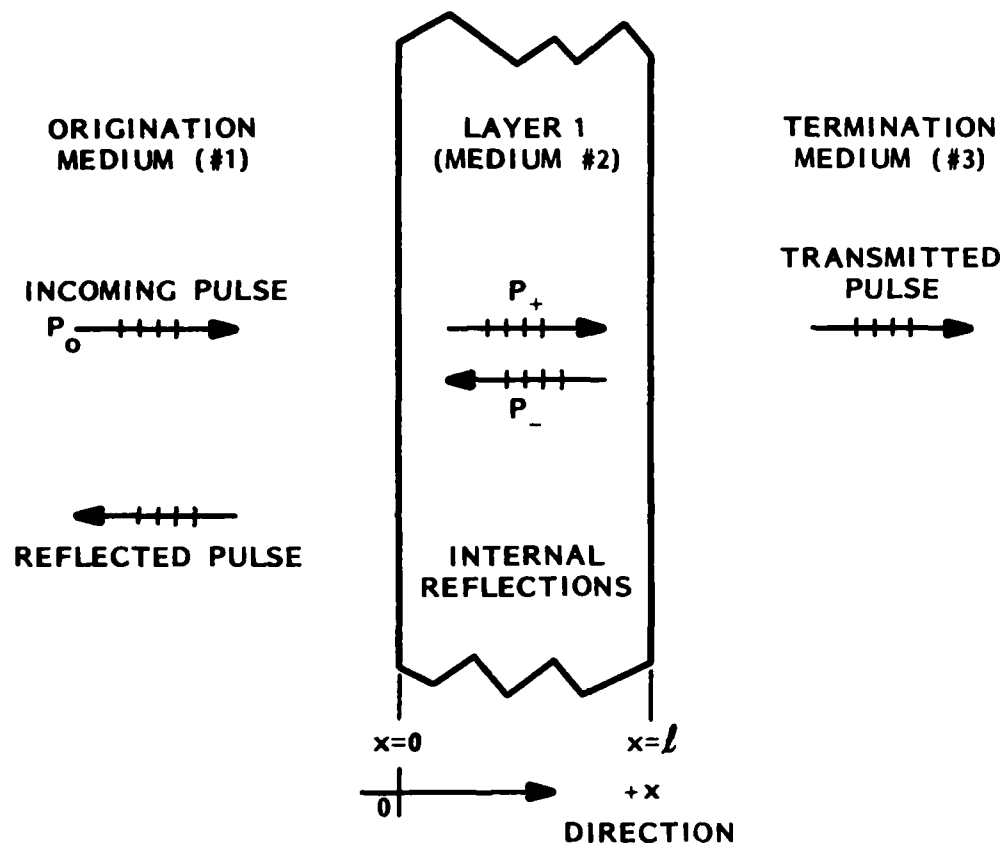 ORIGINATION
MEDIUM (#1)
LAYER 1
(MEDIUM #2)
TERMINATION
MEDIUM (#3)
INCOMING PULSE
P₀
P₊
P₋
TRANSMITTED
PULSE
REFLECTED PULSE
INTERNAL
REFLECTIONS
x=0
x=ℓ
0
+x
DIRECTION